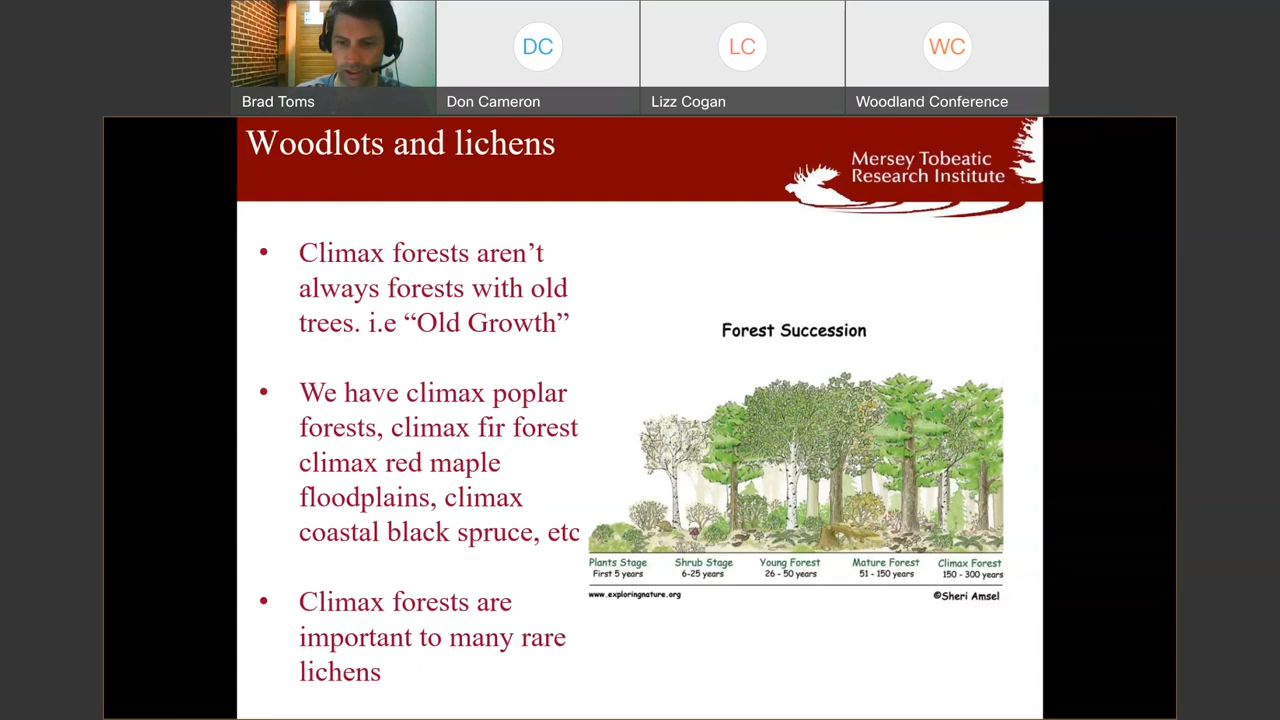 DC
LC
WC
Brad Toms
Don Cameron
Lizz Cogan
Woodland Conference
Woodlots and lichens
Mersey Tobeatic
Research Institute
• Climax forests aren’t
always forests with old
trees. i.e “Old Growth”
• We have climax poplar
forests, climax fir forest
climax red maple
floodplains, climax
coastal black spruce, etc
• Climax forests are
important to many rare
lichens
Forest Succession
Plants Stage
First 5 years
Shrub Stage
6-25 years
Young Forest
26 - 50 years
Mature Forest
51 - 150 years
Climax Forest
150 - 300 years
www.exploringnature.org
©Sheri Amsel